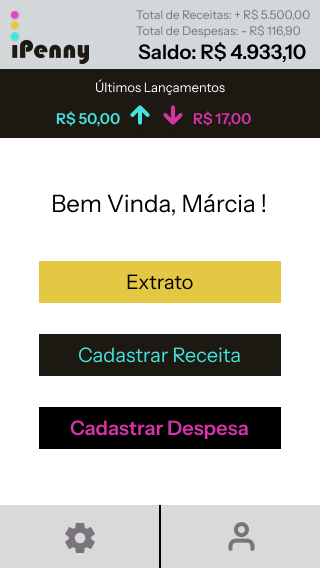 iPenny
Total de Receitas: + R$ 5.500,00
Total de Despesas: - R$ 116,90
Saldo: R$ 4.933,10
Últimos Lançamentos
R$ 50,00 R$ 17,00
Bem Vinda, Márcia !
Extrato
Cadastrar Receita
Cadastrar Despesa